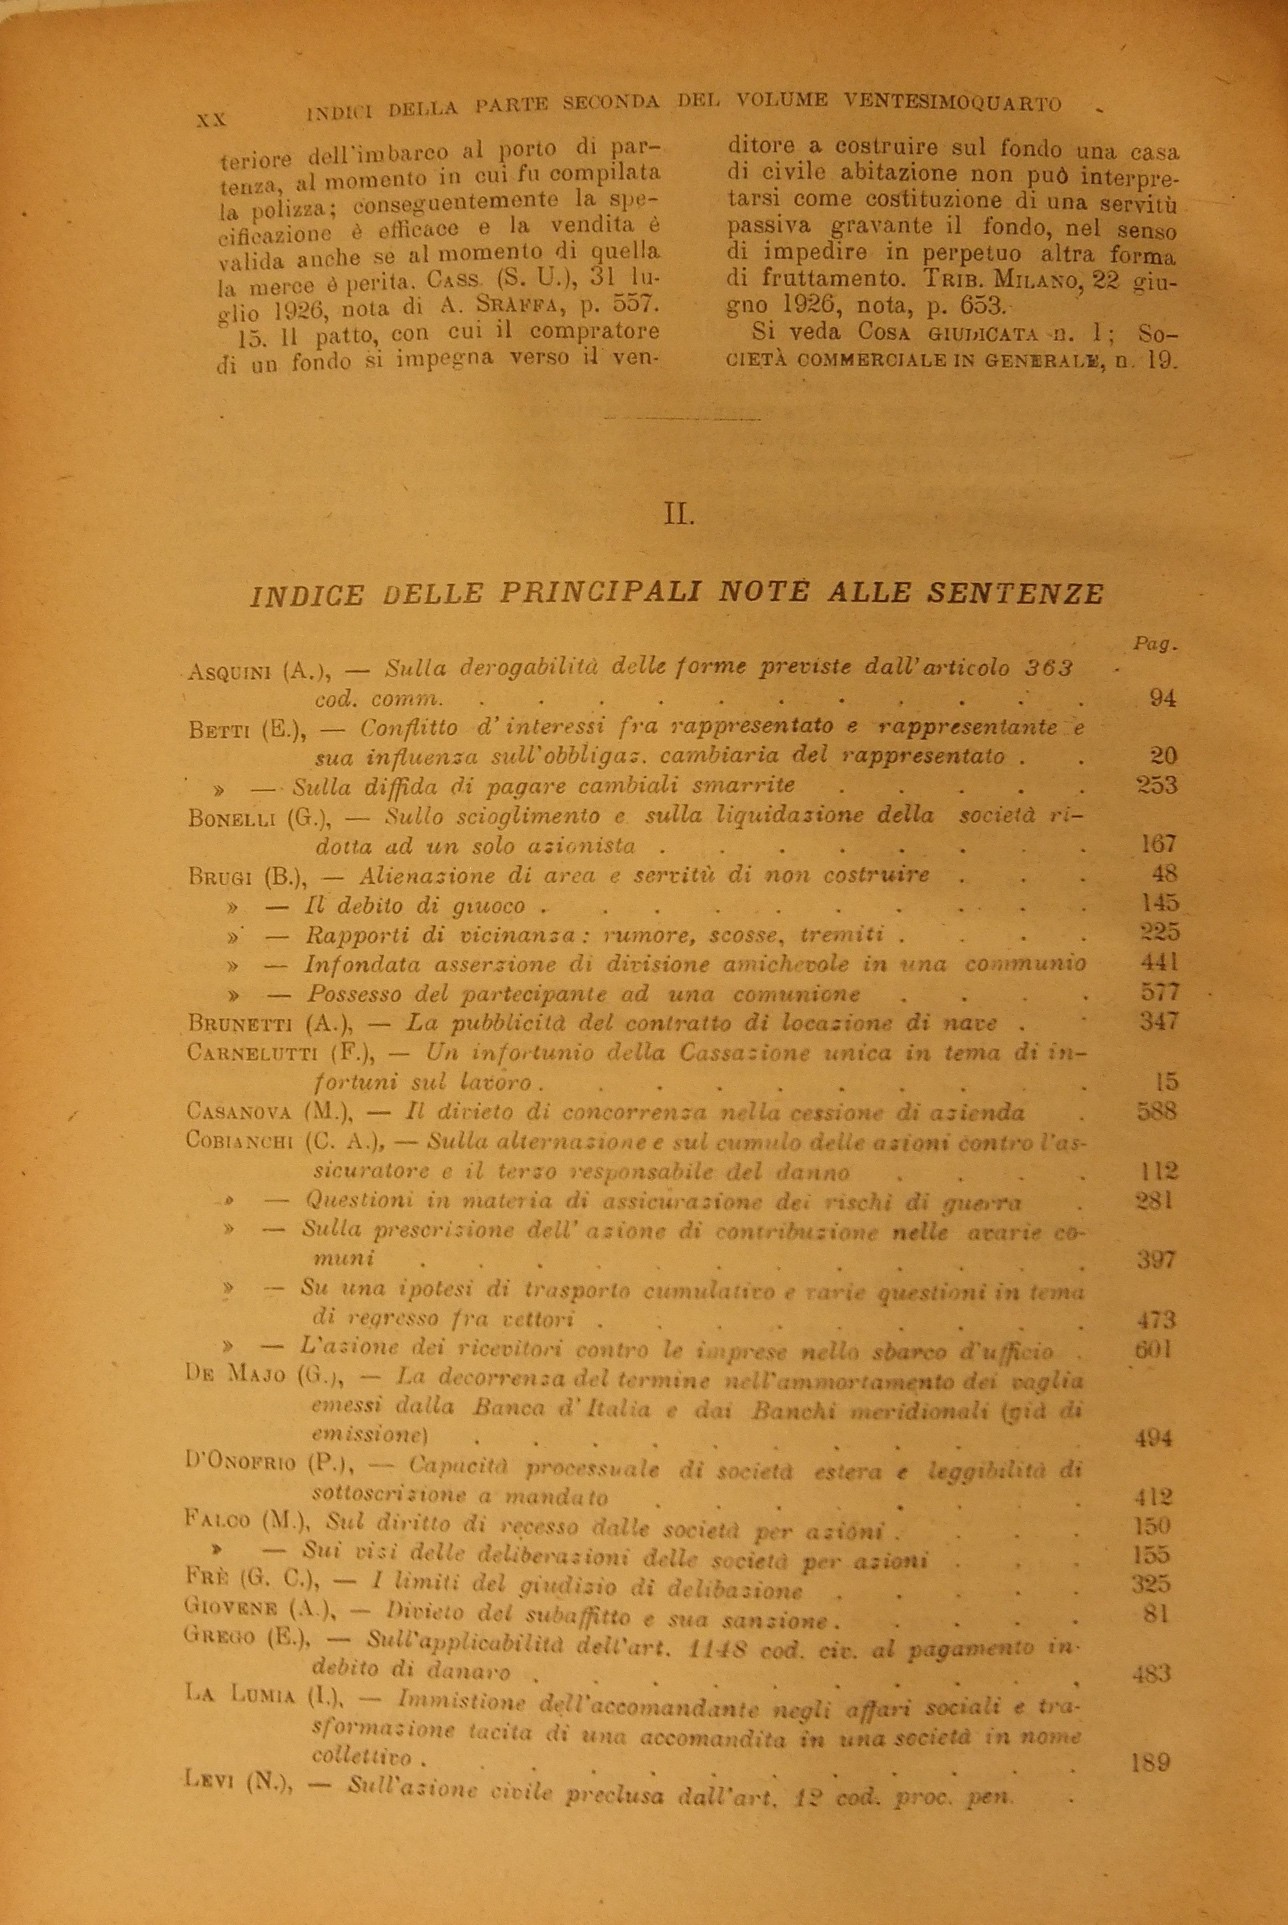 XX INDICI DELLA PARTE SECONDA DEL VOLUME VENTESIMOQUARTO
teriore dell'imbarco al porto di par-
tenza, al momento in cui fu compilata
la polizza; conseguentemente la spe-
cificazione è efficace e la vendita è
valida anche se al momento di quella
la merce è perita. CASS. (S. U.), 31 lu-
glio 1926, nota di A. SRAFFA, p. 557.
15. Il patto, con cui il compratore
di un fondo si impegna verso il ven-
ditore a costruire sul fondo una casa
di civile abitazione non può interpre-
tarsi come costituzione di una servitù
passiva gravante il fondo, nel senso
di impedire in perpetuo altra forma
di fruttamento. TRIB. MILANO, 22 giu-
gno 1926, nota, p. 653.
Si veda COSA GIUDICATA n. 1; SO-
CIETÀ COMMERCIALE IN GENERALE, n. 19.
II.
INDICE DELLE PRINCIPALI NOTE ALLE SENTENZE
Pag.
ASQUINI (A.), — Sulla derogabilità delle forme previste dall'articolo 363
cod. comm. . . . . . . . . . . . 94
BETTI (E.), — Conflitto d'interessi fra rappresentato e rappresentante e
sua influenza sull'obbligaz. cambiaria del rappresentato . . 20
» — Sulla diffida di pagare cambiali smarrite . . . . . 253
BONELLI (G.), — Sullo scioglimento e sulla liquidazione della società ri-
dotta ad un solo azionista . . . . . . . . 167
BRUGI (B.), — Alienazione di area e servitù di non costruire . . . 48
» — Il debito di giuoco . . . . . . . . . . 145
» — Rapporti di vicinanza: rumore, scosse, tremiti . . . . 225
» — Infondata asserzione di divisione amichevole in una communio 441
» — Possesso del partecipante ad una comunione . . . . 577
BRUNETTI (A.), — La pubblicità del contratto di locazione di nave . . 347
CARNELUTTI (F.), — Un infortunio della Cassazione unica in tema di in-
fortuni sul lavoro . . . . . . . . . . 15
CASANOVA (M.), — Il divieto di concorrenza nella cessione di azienda . 588
COBIANCHI (C. A.), — Sulla alternazione e sul cumulo delle azioni contro l'as-
sicuratore e il terzo responsabile del danno . . . . 112
» — Questioni in materia di assicurazione dei rischi di guerra . 281
» — Sulla prescrizione dell'azione di contribuzione nelle avarie co-
muni . . . . . . . . . . . . 397
» — Su una ipotesi di trasporto cumulativo e varie questioni in tema
di regresso fra vettori . . . . . . . . . 473
» — L'azione dei ricevitori contro le imprese nello sbarco d'ufficio . 601
DE MAJO (G.), — La decorrenza del termine nell'ammortamento dei vaglia
emessi dalla Banca d'Italia e dai Banchi meridionali (già di
emissione) . . . . . . . . . . . 494
D'ONOFRIO (P.), — Capacità processuale di società estera e leggibilità di
sottoscrizione a mandato . . . . . . . . 412
FALCO (M.), Sul diritto di recesso dalle società per azioni . . . . 150
» — Sui vizi delle deliberazioni delle società per azioni . . . 155
FRÈ (G. C.), — I limiti del giudizio di delibazione . . . . . 325
GIOVENE (A.), — Divieto del subaffitto e sua sanzione . . . . . 81
GREGO (E.), — Sull'applicabilità dell'art. 1148 cod. civ. al pagamento in-
debito di danaro . . . . . . . . . . 483
LA LUMIA (I.), — Immistione dell'accomandante negli affari sociali e tra-
sformazione tacita di una accomandita in una società in nome
collettivo . . . . . . . . . . . . 189
LEVI (N.), — Sull'azione civile preclusa dall'art. 12 cod. proc. pen. .